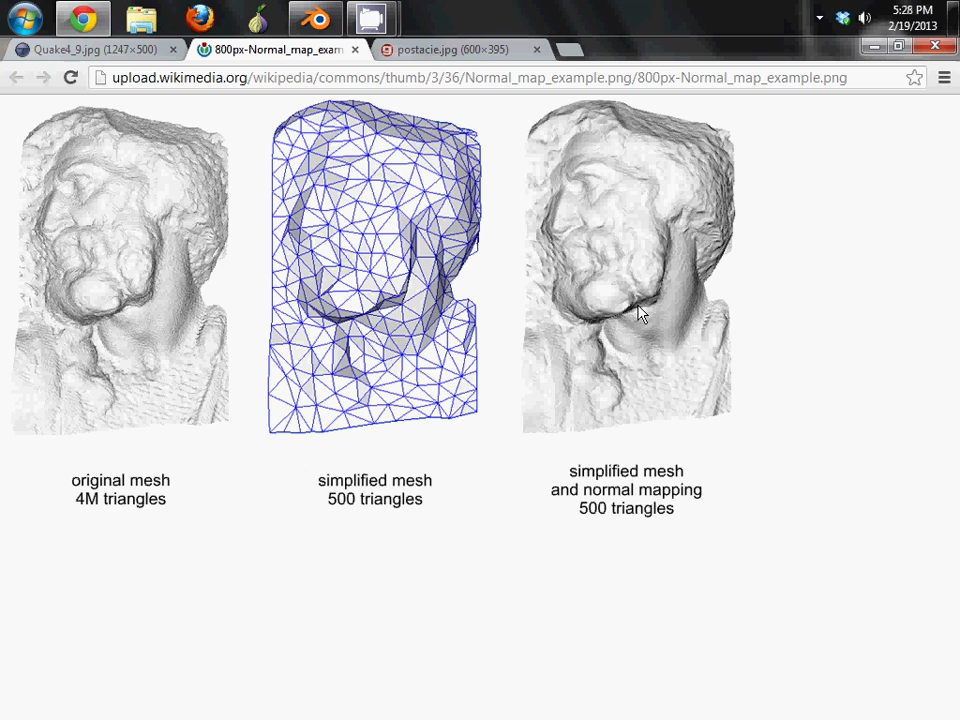 5:28 PM
2/19/2013
Quake4_9.jpg (1247×500)
800px-Normal_map_exam
postacie.jpg (600×395)
upload.wikimedia.org/wikipedia/commons/thumb/3/36/Normal_map_example.png/800px-Normal_map_example.png
original mesh
4M triangles
simplified mesh
500 triangles
simplified mesh
and normal mapping
500 triangles